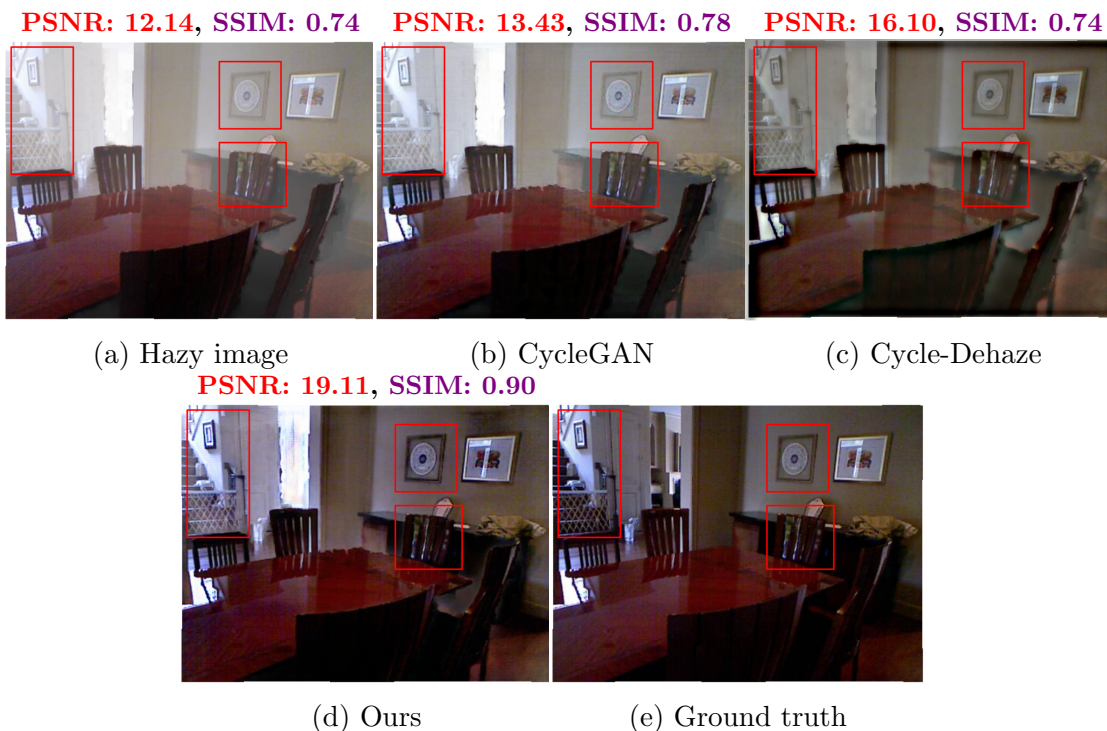 PSNR: 12.14, SSIM: 0.74
PSNR: 13.43, SSIM: 0.78
PSNR: 16.10, SSIM: 0.74
(a) Hazy image
(b) CycleGAN
(c) Cycle-Dehaze
PSNR: 19.11, SSIM: 0.90
(d) Ours
(e) Ground truth